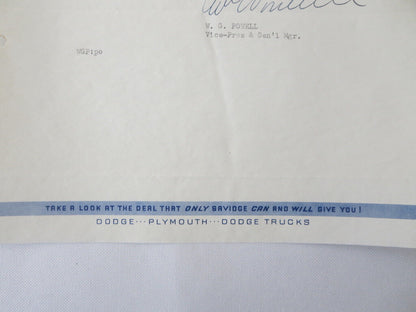 W. G. POWELL
Vice-Pres & Gen'l Mgr.
WGP:po
TAKE A LOOK AT THE DEAL THAT ONLY SAVIDGE CAN AND WILL GIVE YOU!
DODGE---PLYMOUTH---DODGE TRUCKS